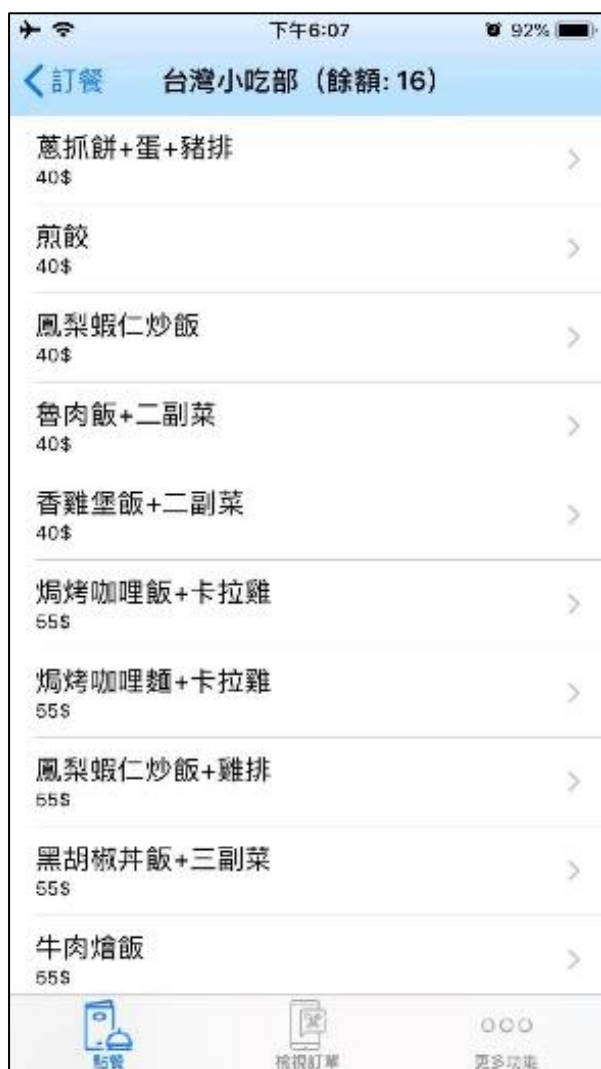 下午6:07
92%
訂餐
台灣小吃部（餘額: 16）
蔥抓餅+蛋+豬排
40$
煎餃
40$
鳳梨蝦仁炒飯
40$
魯肉飯+二副菜
40$
香雞堡飯+二副菜
40$
焗烤咖哩飯+卡拉雞
55$
焗烤咖哩麵+卡拉雞
55$
鳳梨蝦仁炒飯+雞排
55$
黑胡椒丼飯+三副菜
55$
牛肉燴飯
55$
點餐
檢視訂單
更多功能